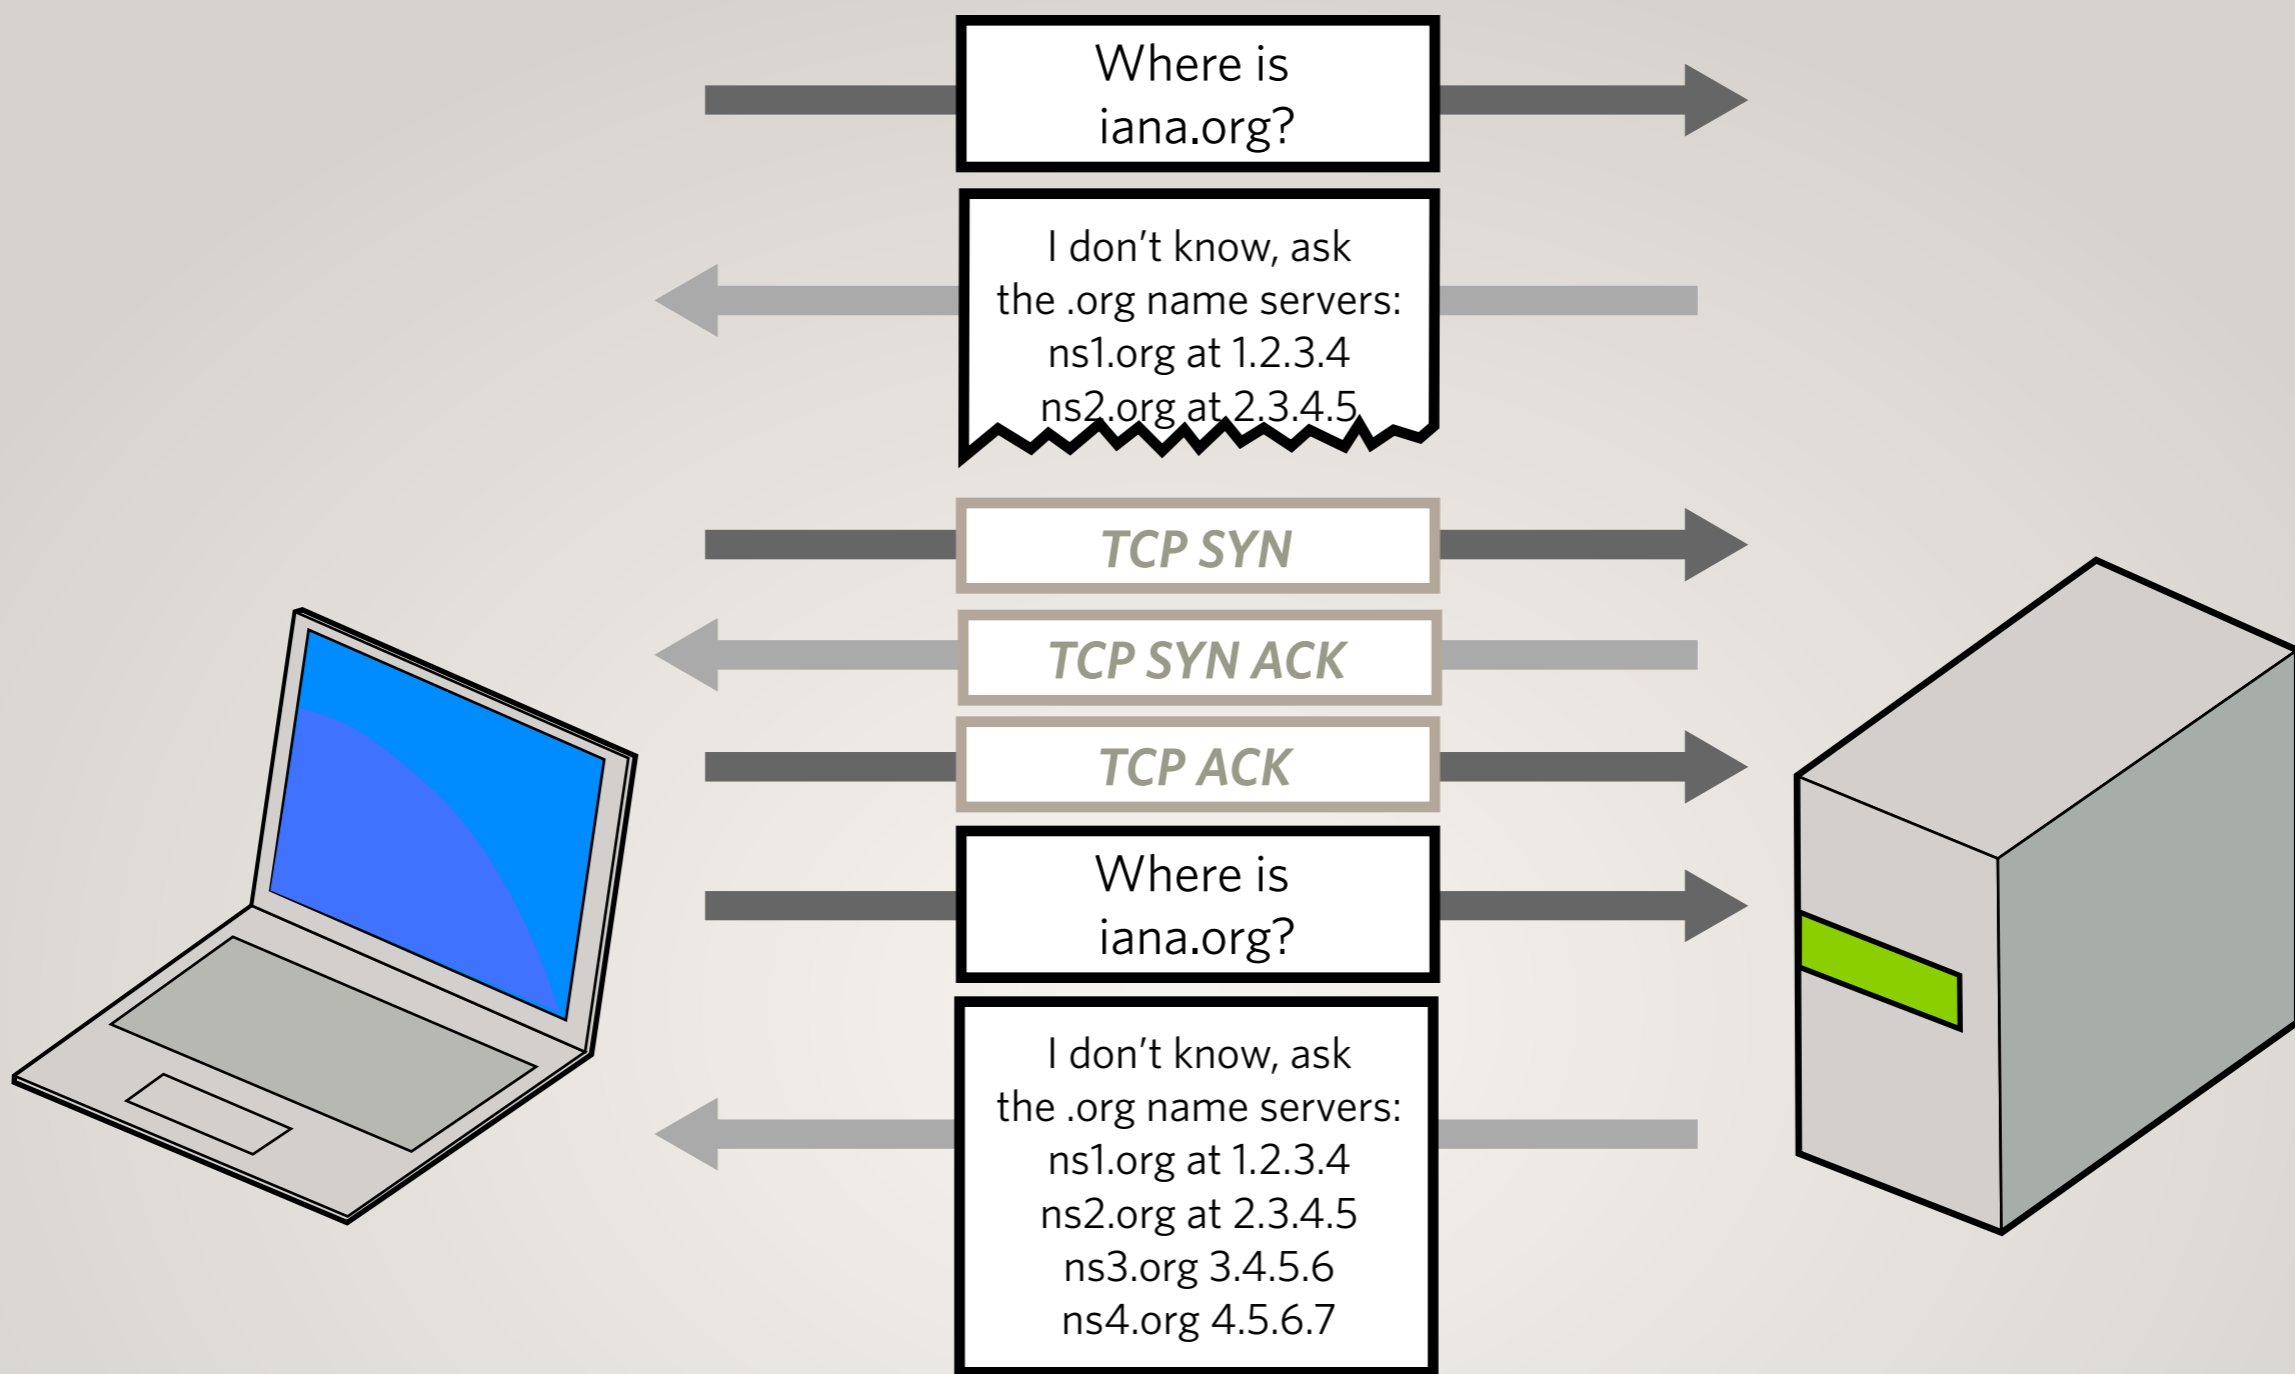 Where is
iana.org?
I don't know, ask
the .org name servers:
ns1.org at 1.2.3.4
ns2.org at 2.3.4.5
TCP SYN
TCP SYN ACK
TCP ACK
Where is
iana.org?
I don't know, ask
the .org name servers:
ns1.org at 1.2.3.4
ns2.org at 2.3.4.5
ns3.org 3.4.5.6
ns4.org 4.5.6.7